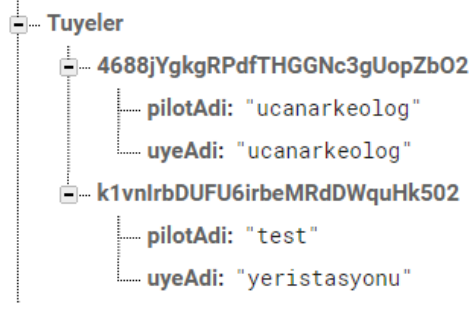 Tuyeler
4688jYgkgRPdfTHGGNc3gUopZbO2
pilotAdi: "ucanarkeolog"
uyeAdi: "ucanarkeolog"
k1vnIrbDUFU6irbeMRdDWquHk502
pilotAdi: "test"
uyeAdi: "yeristasyonu"